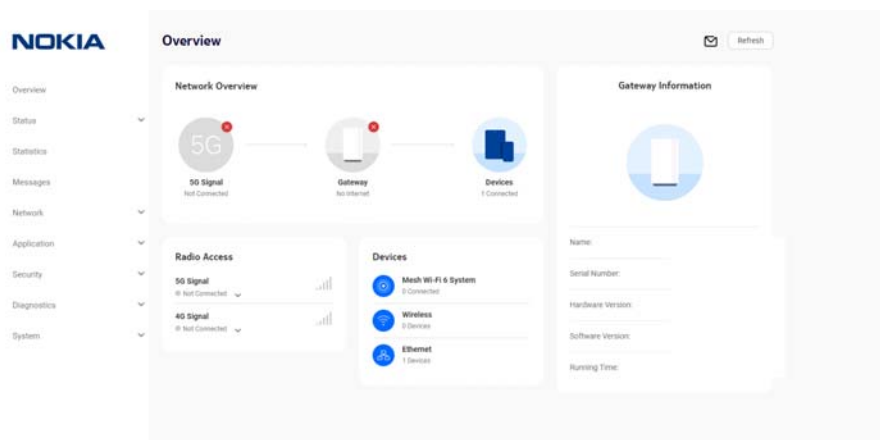 NOKIA
Overview
Refresh
Overview
Status
Statistics
Messages
Network
Application
Security
Diagnostics
System
Network Overview
5G
5G Signal
Not Connected
Gateway
No Internet
Devices
1 Connected
Radio Access
5G Signal
Not Connected
4G Signal
Not Connected
Devices
Mesh Wi-Fi 6 System
0 Connected
Wireless
0 Devices
Ethernet
1 Devices
Gateway Information
Name:
Serial Number:
Hardware Version:
Software Version:
Running Time: